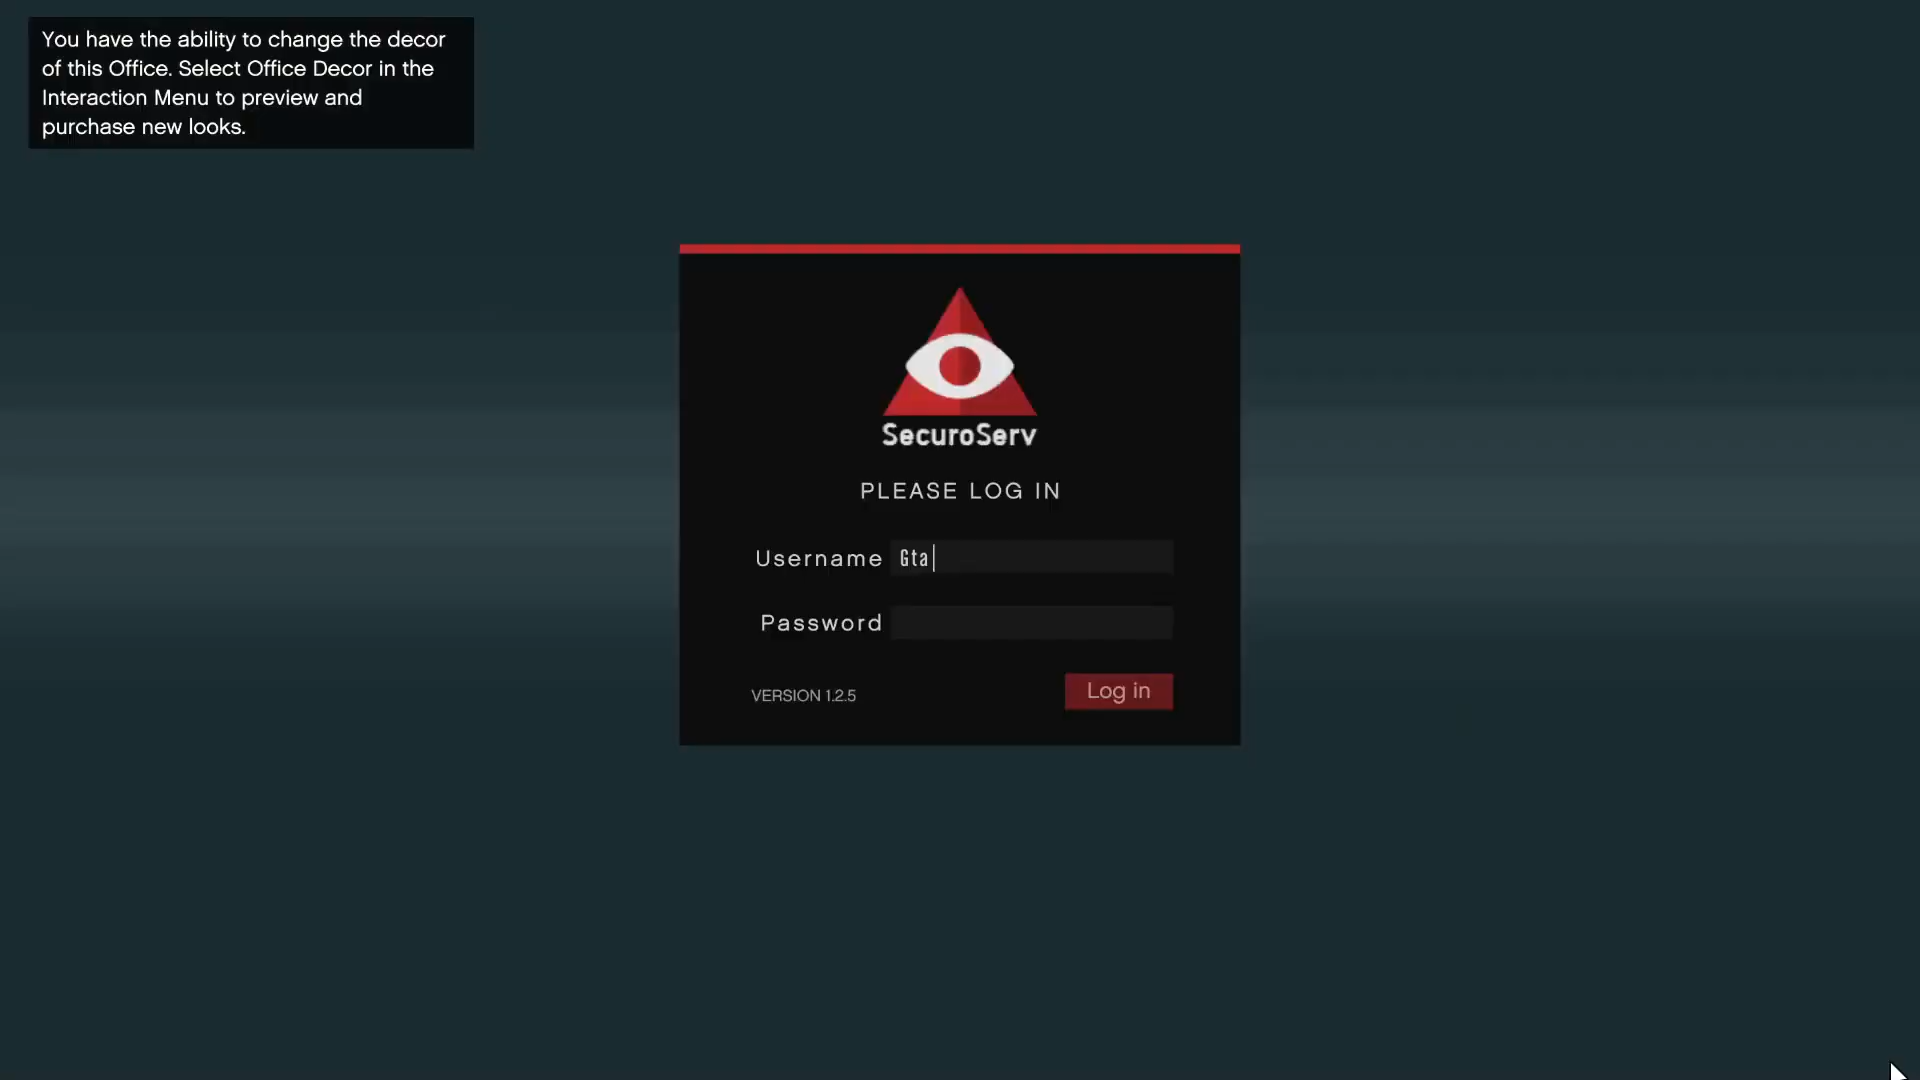 You have the ability to change the decor
of this Office. Select Office Decor in the
Interaction Menu to preview and
purchase new looks.
SecuroServ
PLEASE LOG IN
Username Gta
Password
VERSION 1.2.5
Log in